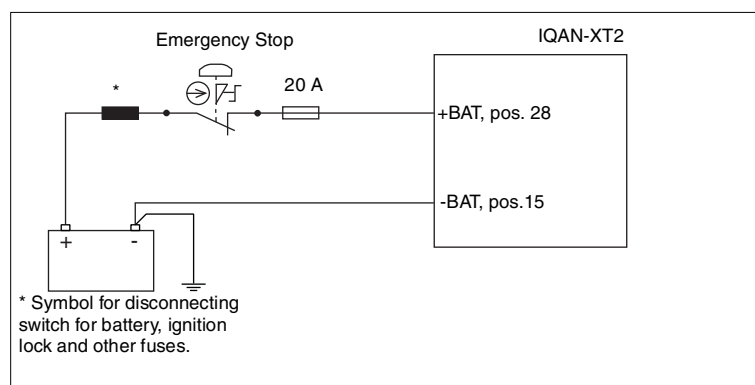 Emergency Stop
IQAN-XT2
*
20 A
+BAT, pos. 28
-BAT, pos.15
+ -
* Symbol for disconnecting
switch for battery, ignition
lock and other fuses.